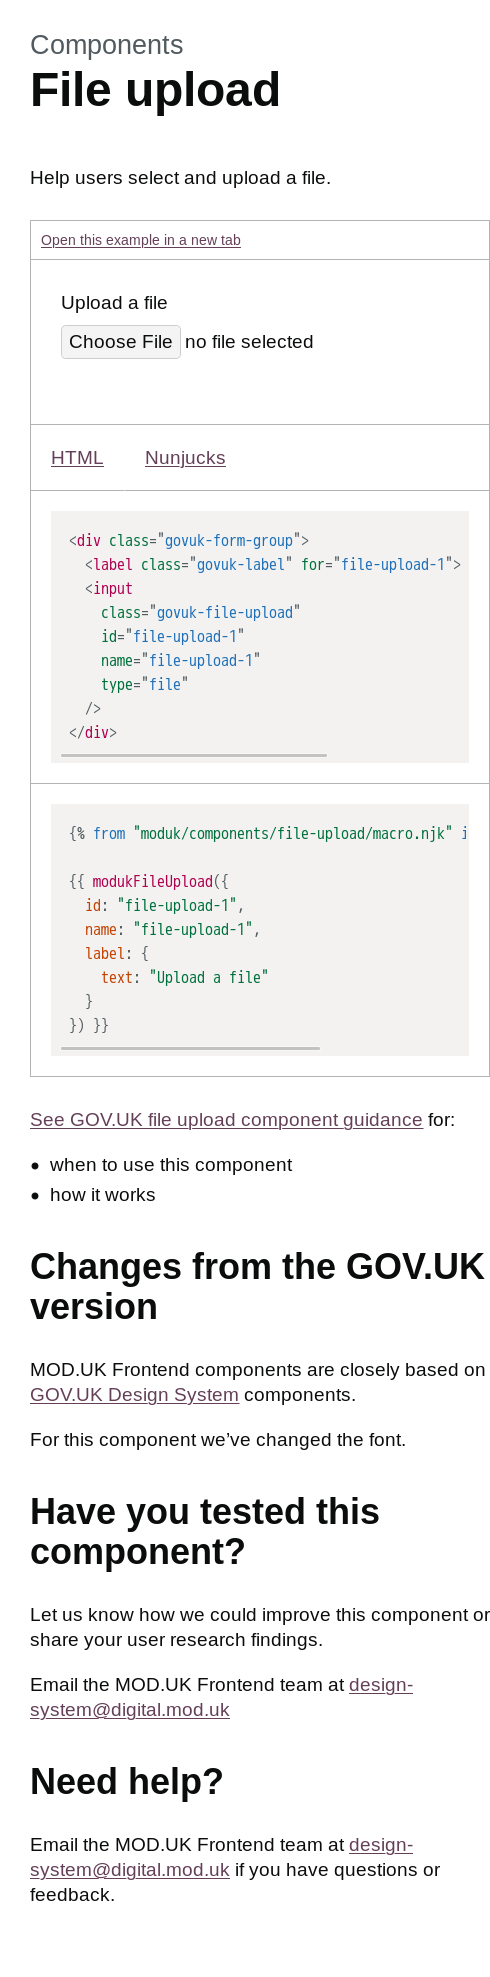 Components
File upload
Help users select and upload a file.
Open this example in a new tab
Upload a file
Choose File no file selected
HTML Nunjucks
<div class="govuk-form-group">
  <label class="govuk-label" for="file-upload-1">
  <input
    class="govuk-file-upload"
    id="file-upload-1"
    name="file-upload-1"
    type="file"
  />
</div>
{% from "moduk/components/file-upload/macro.njk" i
{{ modukFileUpload({
  id: "file-upload-1",
  name: "file-upload-1",
  label: {
    text: "Upload a file"
  }
}) }}
See GOV.UK file upload component guidance for:
• when to use this component
• how it works
Changes from the GOV.UK
version
MOD.UK Frontend components are closely based on
GOV.UK Design System components.
For this component we’ve changed the font.
Have you tested this
component?
Let us know how we could improve this component or
share your user research findings.
Email the MOD.UK Frontend team at design-
system@digital.mod.uk
Need help?
Email the MOD.UK Frontend team at design-
system@digital.mod.uk if you have questions or
feedback.